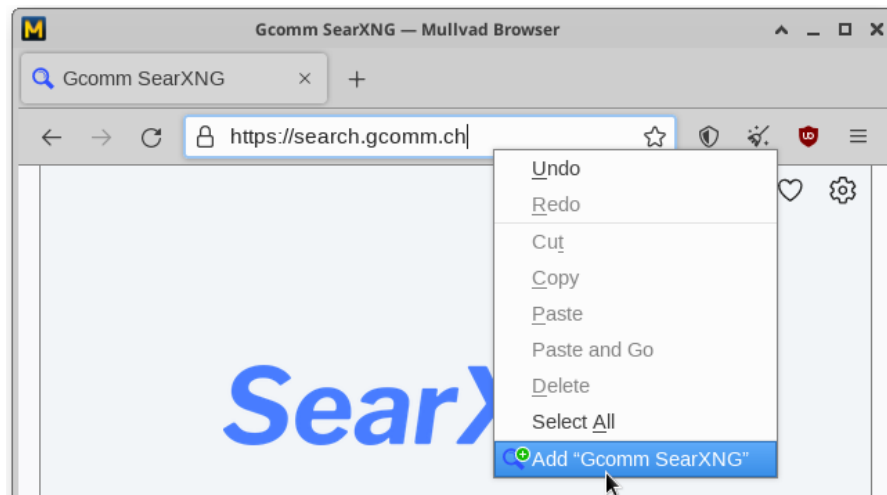 Gcomm SearXNG — Mullvad Browser
Gcomm SearXNG
https://search.gcomm.ch
Undo
Redo
Cut
Copy
Paste
Paste and Go
Delete
Select All
Add “Gcomm SearXNG”
SearX